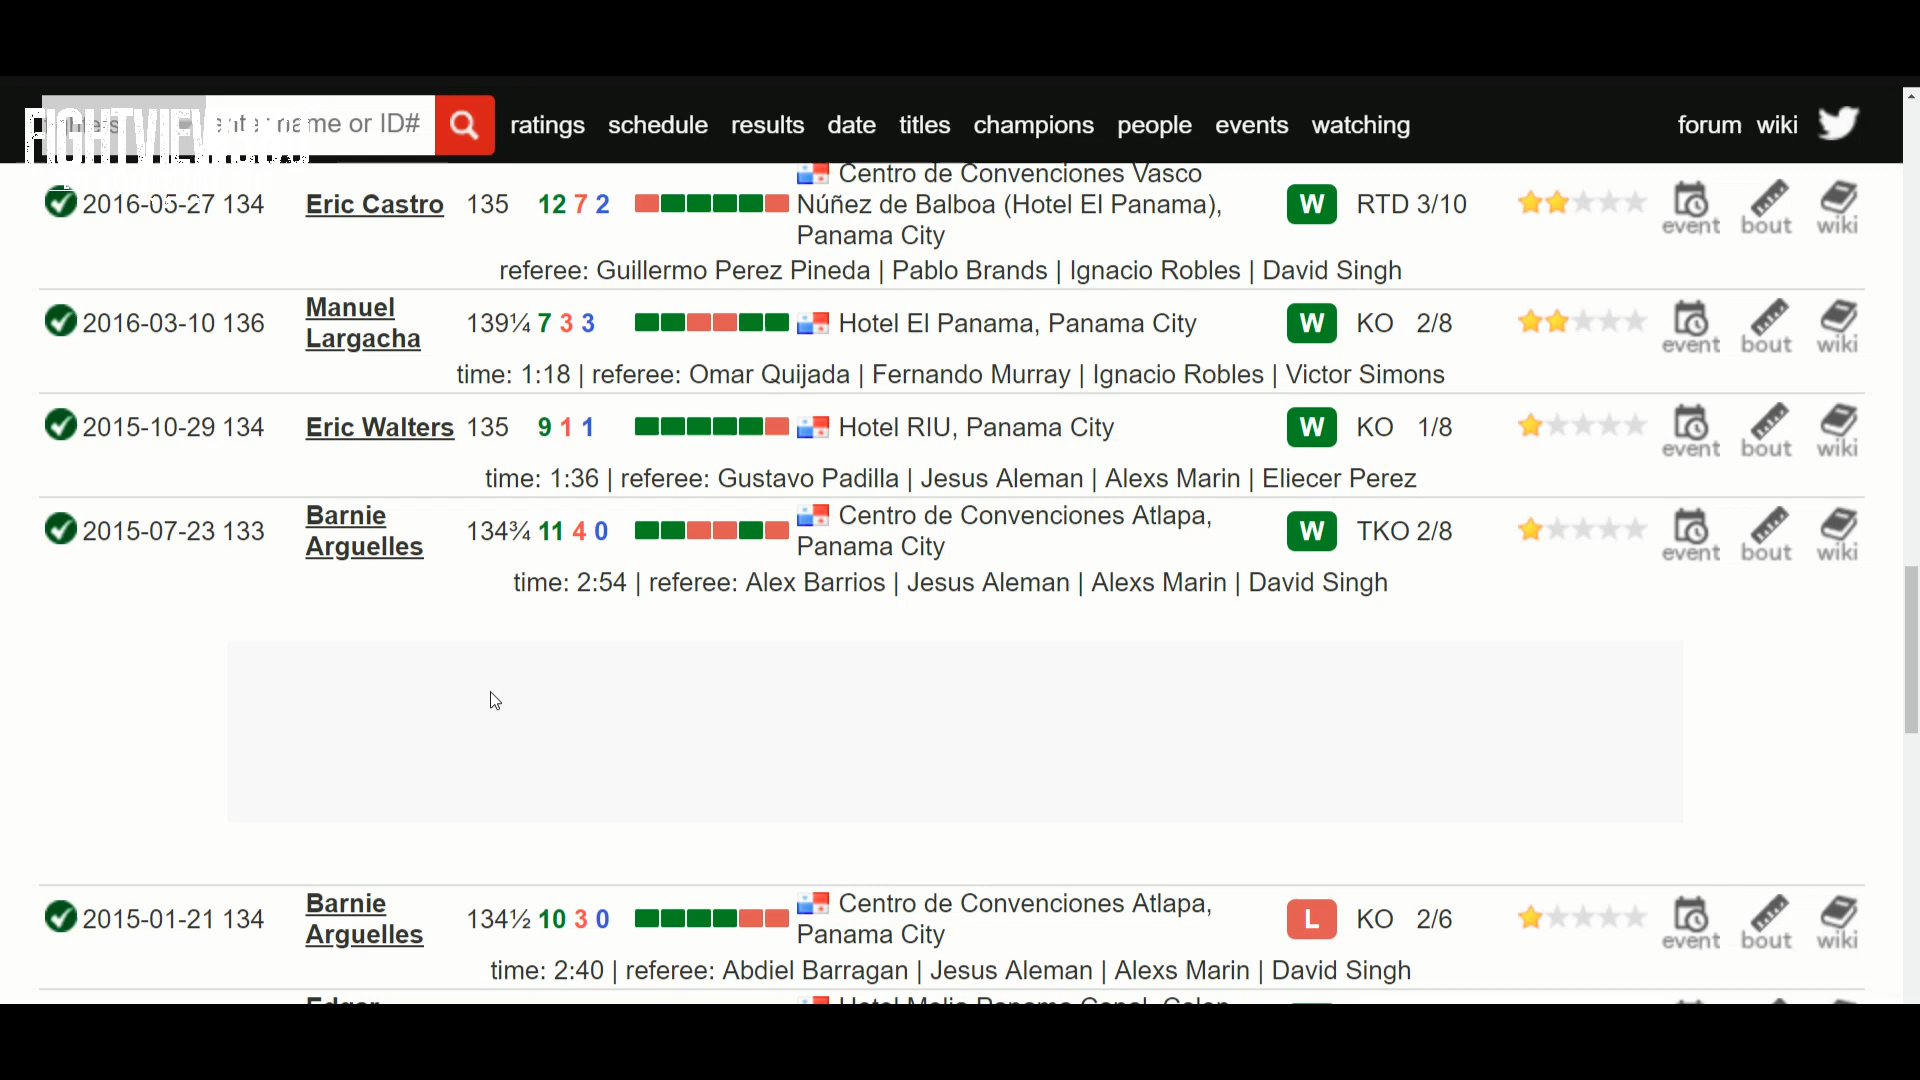 FIGHTVIEW360
enter name or ID#
ratings schedule results date titles champions people events watching forum wiki
2016-05-27 134 Eric Castro 135 12 7 2 Centro de Convenciones Vasco Núñez de Balboa (Hotel El Panama), Panama City W RTD 3/10 event bout wiki
referee: Guillermo Perez Pineda | Pablo Brands | Ignacio Robles | David Singh
2016-03-10 136 Manuel Largacha 139¼ 7 3 3 Hotel El Panama, Panama City W KO 2/8 event bout wiki
time: 1:18 | referee: Omar Quijada | Fernando Murray | Ignacio Robles | Victor Simons
2015-10-29 134 Eric Walters 135 9 1 1 Hotel RIU, Panama City W KO 1/8 event bout wiki
time: 1:36 | referee: Gustavo Padilla | Jesus Aleman | Alexs Marin | Eliecer Perez
2015-07-23 133 Barnie Arguelles 134¾ 11 4 0 Centro de Convenciones Atlapa, Panama City W TKO 2/8 event bout wiki
time: 2:54 | referee: Alex Barrios | Jesus Aleman | Alexs Marin | David Singh
2015-01-21 134 Barnie Arguelles 134½ 10 3 0 Centro de Convenciones Atlapa, Panama City L KO 2/6 event bout wiki
time: 2:40 | referee: Abdiel Barragan | Jesus Aleman | Alexs Marin | David Singh